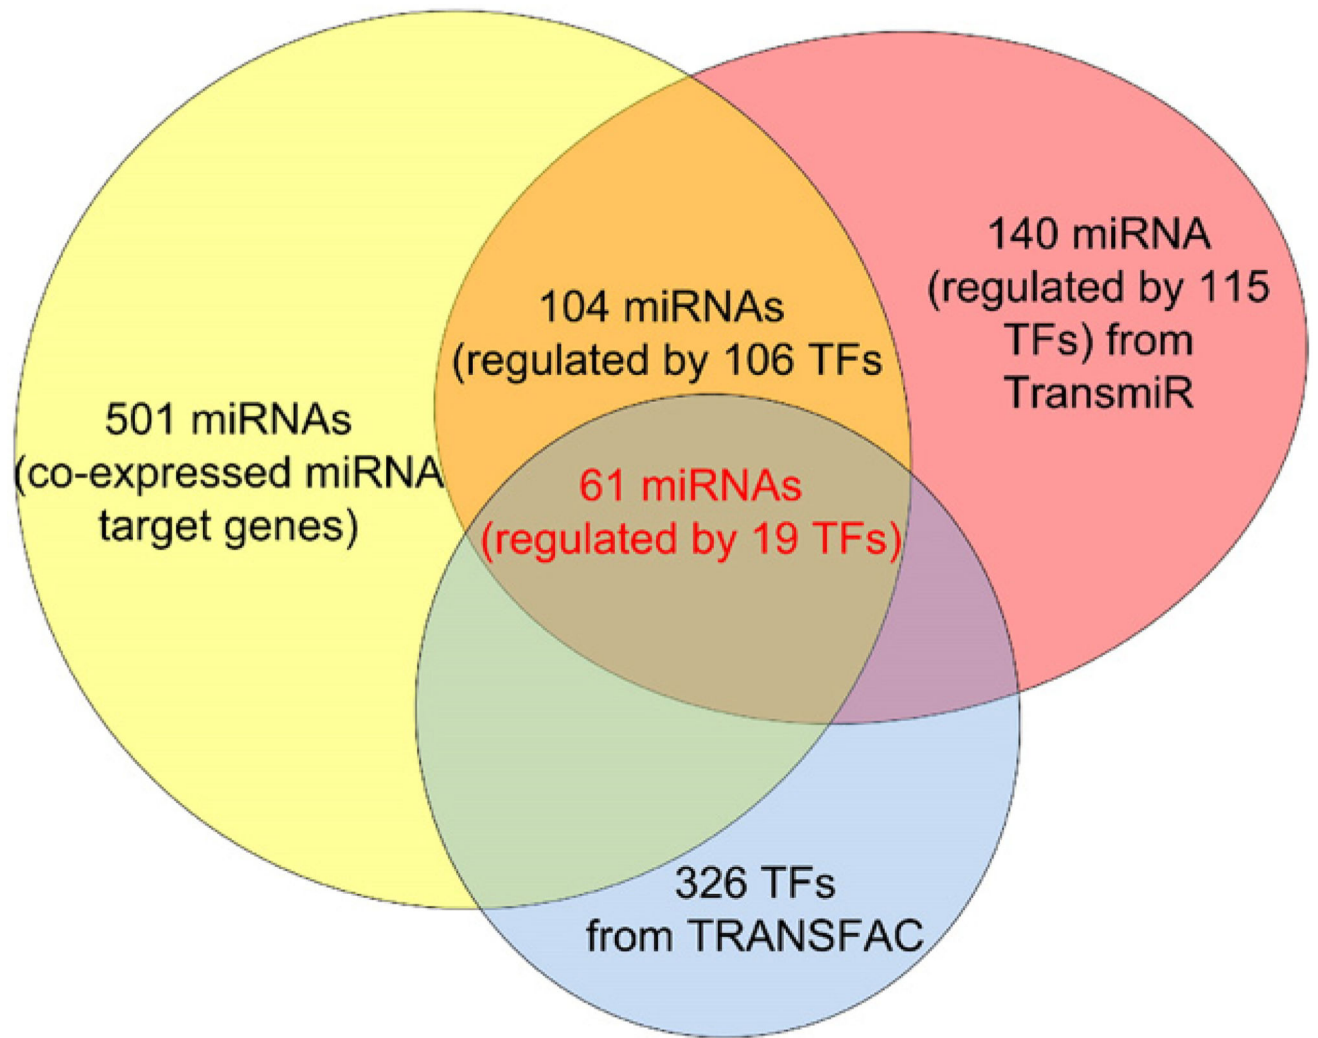 140 miRNA
(regulated by 115
TFs) from
TransmiR
104 miRNAs
(regulated by 106 TFs
501 miRNAs
(co-expressed miRNA
target genes)
61 miRNAs
(regulated by 19 TFs)
326 TFs
from TRANSFAC